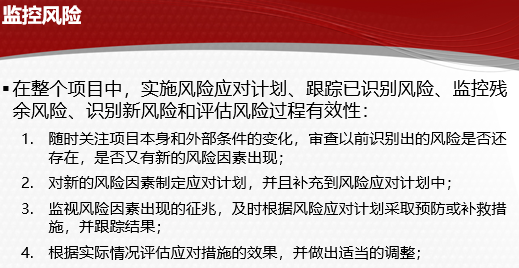 监控风险
▪在整个项目中，实施风险应对计划、跟踪已识别风险、监控残
余风险、识别新风险和评估风险过程有效性：
1. 随时关注项目本身和外部条件的变化，审查以前识别出的风险是否还
存在，是否又有新的风险因素出现；
2. 对新的风险因素制定应对计划，并且补充到风险应对计划中；
3. 监视风险因素出现的征兆，及时根据风险应对计划采取预防或补救措
施，并跟踪结果；
4. 根据实际情况评估应对措施的效果，并做出适当的调整；